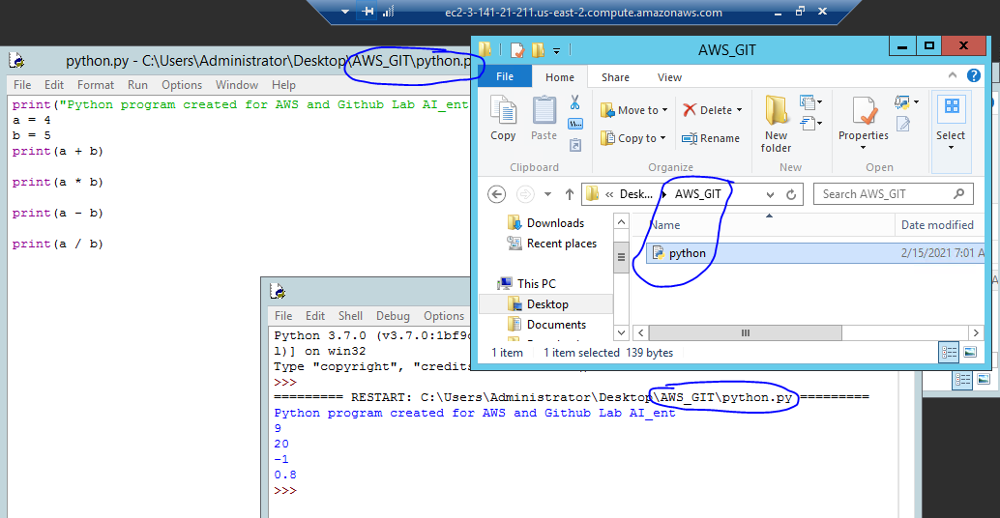 ec2-3-141-21-211.us-east-2.compute.amazonaws.com
python.py - C:\Users\Administrator\Desktop\AWS_GIT\python.p
File Edit Format Run Options Window Help
print("Python program created for AWS and Github Lab AI_ent
a = 4
b = 5
print(a + b)
print(a * b)
print(a - b)
print(a / b)
AWS_GIT
File Home Share View
Copy
Paste
Move to
Copy to
Delete
Rename
New
folder
Properties
Select
Clipboard Organize New Open
« Desk... AWS_GIT
Search AWS_GIT
Downloads
Recent places
This PC
Desktop
Documents
Name Date modified
python 2/15/2021 7:01 A
1 item 1 item selected 139 bytes
File Edit Shell Debug Options
Python 3.7.0 (v3.7.0:1bf9
l)] on win32
Type "copyright", "credits
>>>
========= RESTART: C:\Users\Administrator\Desktop\AWS_GIT\python.py =========
Python program created for AWS and Github Lab AI_ent
9
20
-1
0.8
>>>